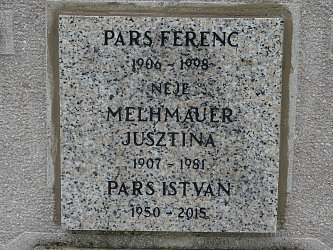 PARS FERENC
1906 - 1998
NEJE
MELHMAUER
JUSZTINA
1907 - 1981
PARS ISTVÁN
1950 - 2015